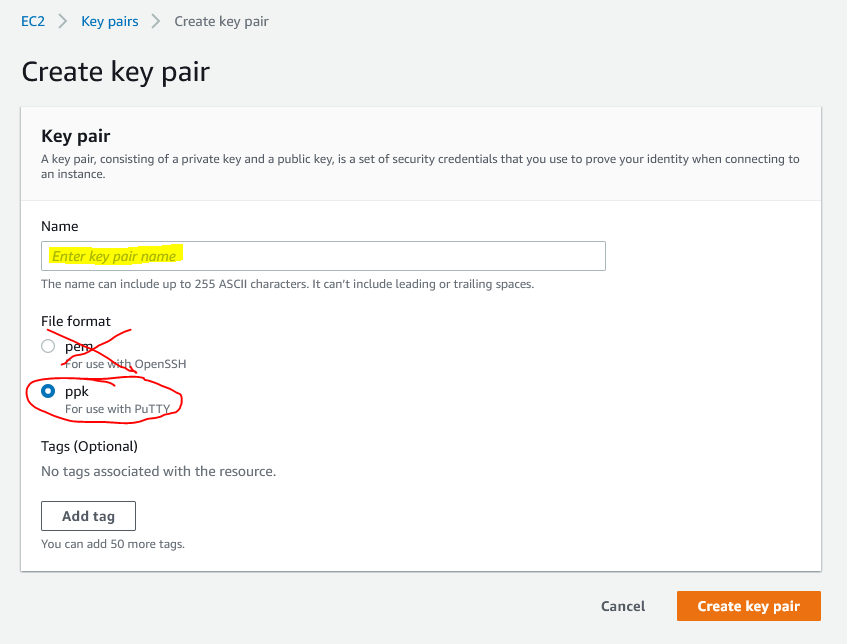 EC2 > Key pairs > Create key pair
Create key pair
Key pair
A key pair, consisting of a private key and a public key, is a set of security credentials that you use to prove your identity when connecting to
an instance.
Name
Enter key pair name
The name can include up to 255 ASCII characters. It can't include leading or trailing spaces.
File format
pem
For use with OpenSSH
ppk
For use with PuTTY
Tags (Optional)
No tags associated with the resource.
Add tag
You can add 50 more tags.
Cancel
Create key pair